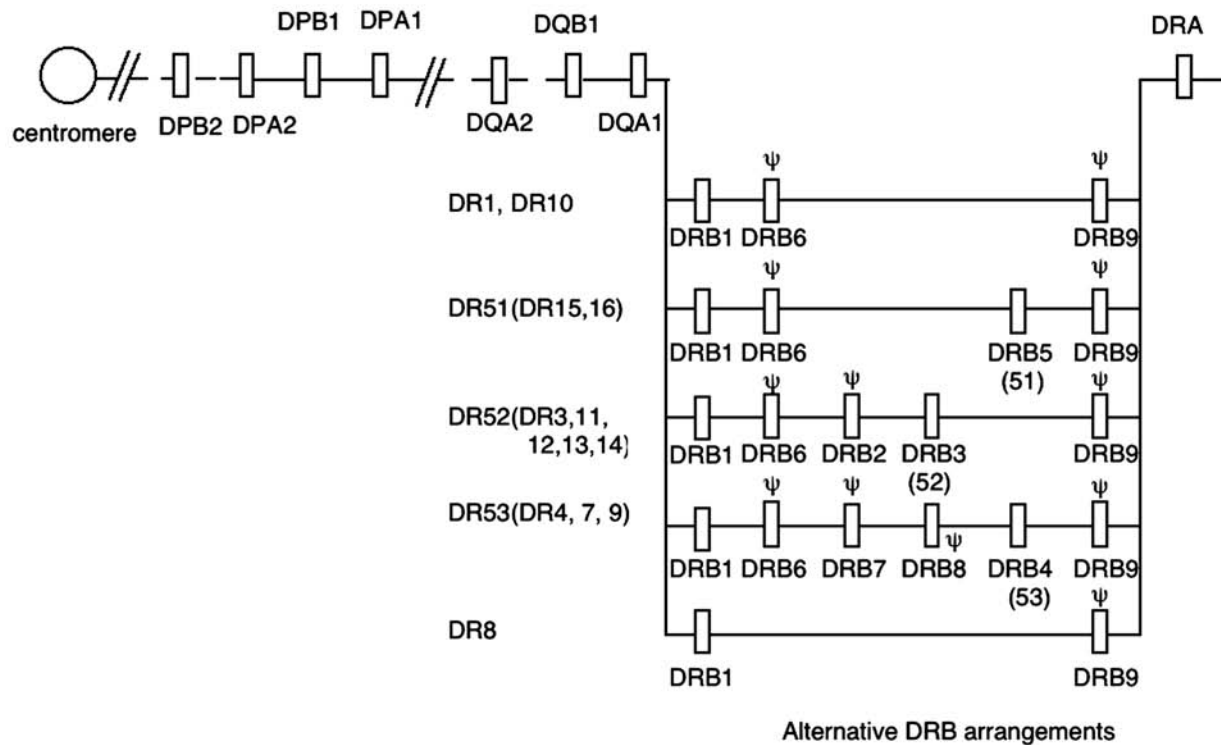 DPB1 DPA1 DQB1 DRA
centromere DPB2 DPA2 DQA2 DQA1
ψ ψ
DR1, DR10
DRB1 DRB6 DRB9
ψ ψ
DR51(DR15,16)
DRB1 DRB6 DRB5 DRB9
(51)
ψ ψ ψ
DR52(DR3,11,
12,13,14)
DRB1 DRB6 DRB2 DRB3 DRB9
(52)
ψ ψ ψ
DR53(DR4, 7, 9)
ψ
DRB1 DRB6 DRB7 DRB8 DRB4 DRB9
(53)
ψ
DR8
DRB1 DRB9
Alternative DRB arrangements